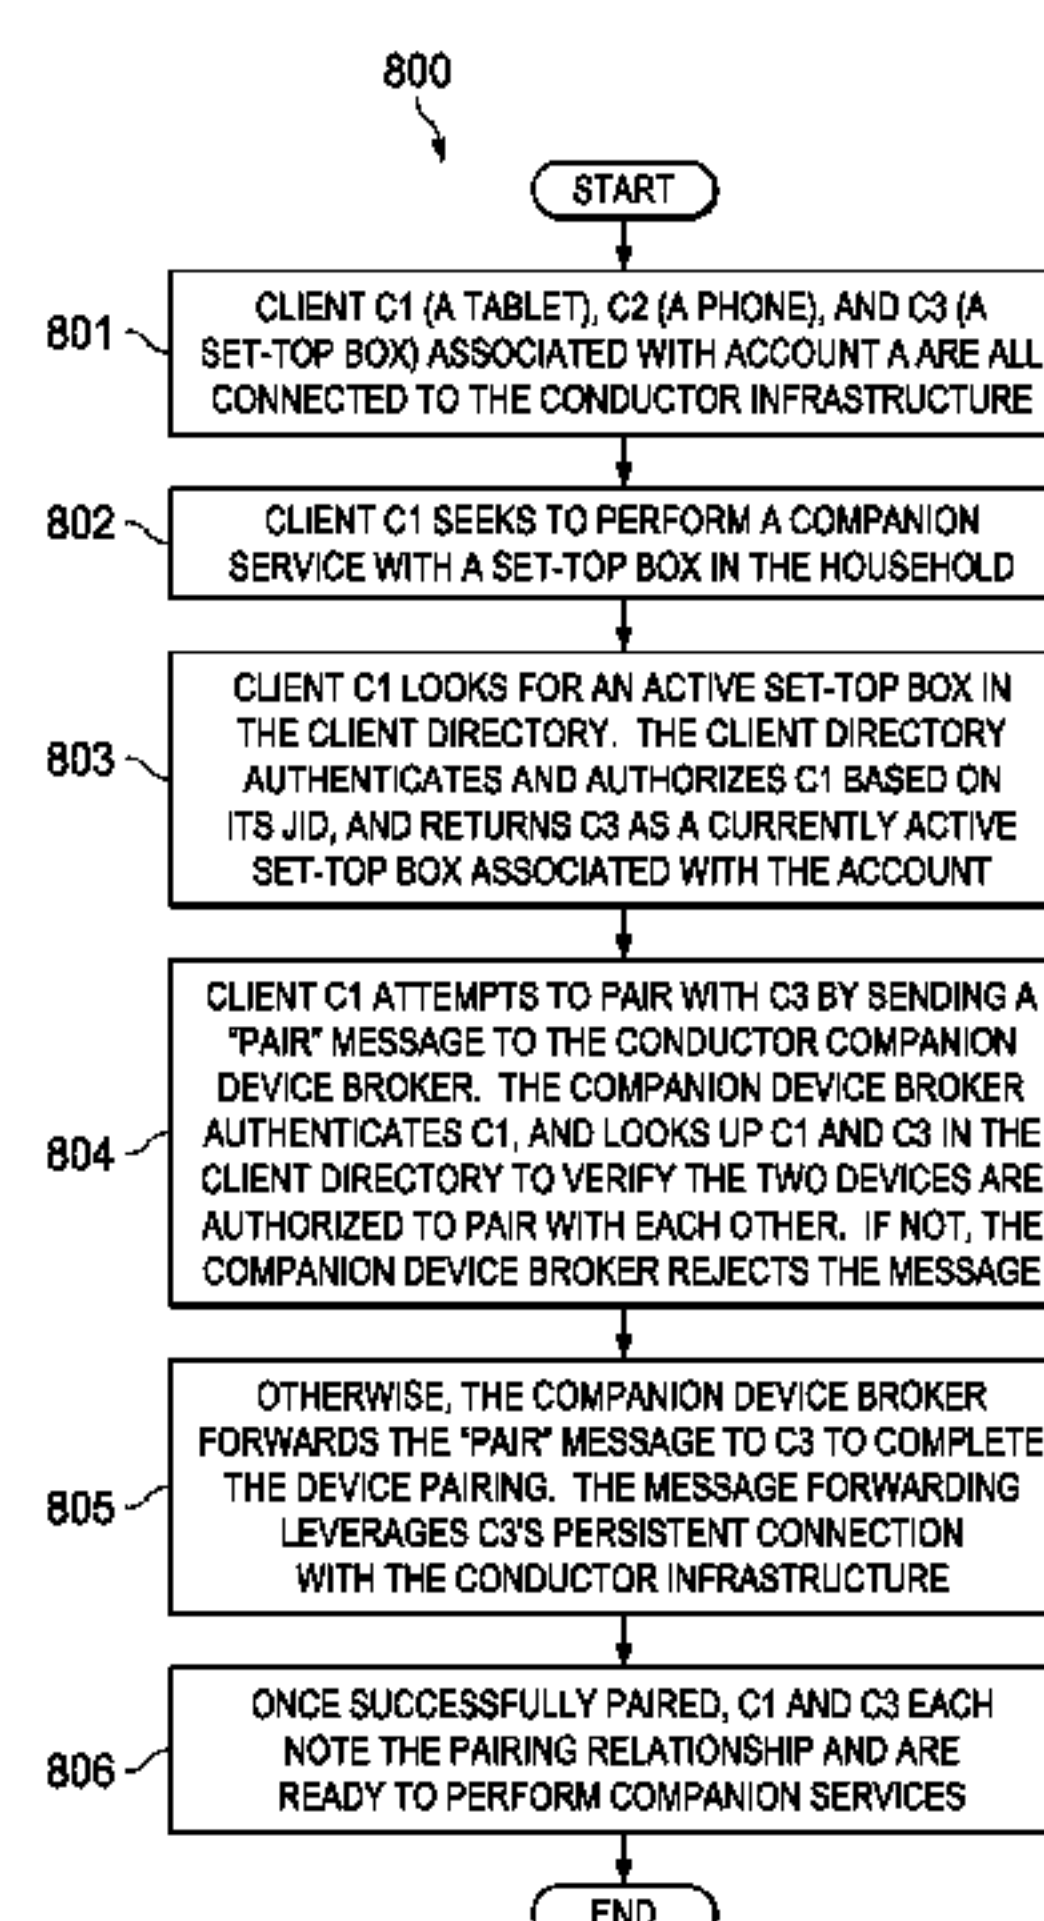 800
START
801
CLIENT C1 (A TABLET), C2 (A PHONE), AND C3 (A
SET-TOP BOX) ASSOCIATED WITH ACCOUNT A ARE ALL
CONNECTED TO THE CONDUCTOR INFRASTRUCTURE
802
CLIENT C1 SEEKS TO PERFORM A COMPANION
SERVICE WITH A SET-TOP BOX IN THE HOUSEHOLD
803
CLIENT C1 LOOKS FOR AN ACTIVE SET-TOP BOX IN
THE CLIENT DIRECTORY. THE CLIENT DIRECTORY
AUTHENTICATES AND AUTHORIZES C1 BASED ON
ITS JID, AND RETURNS C3 AS A CURRENTLY ACTIVE
SET-TOP BOX ASSOCIATED WITH THE ACCOUNT
804
CLIENT C1 ATTEMPTS TO PAIR WITH C3 BY SENDING A
"PAIR" MESSAGE TO THE CONDUCTOR COMPANION
DEVICE BROKER. THE COMPANION DEVICE BROKER
AUTHENTICATES C1, AND LOOKS UP C1 AND C3 IN THE
CLIENT DIRECTORY TO VERIFY THE TWO DEVICES ARE
AUTHORIZED TO PAIR WITH EACH OTHER. IF NOT, THE
COMPANION DEVICE BROKER REJECTS THE MESSAGE
805
OTHERWISE, THE COMPANION DEVICE BROKER
FORWARDS THE "PAIR" MESSAGE TO C3 TO COMPLETE
THE DEVICE PAIRING. THE MESSAGE FORWARDING
LEVERAGES C3'S PERSISTENT CONNECTION
WITH THE CONDUCTOR INFRASTRUCTURE
806
ONCE SUCCESSFULLY PAIRED, C1 AND C3 EACH
NOTE THE PAIRING RELATIONSHIP AND ARE
READY TO PERFORM COMPANION SERVICES
END